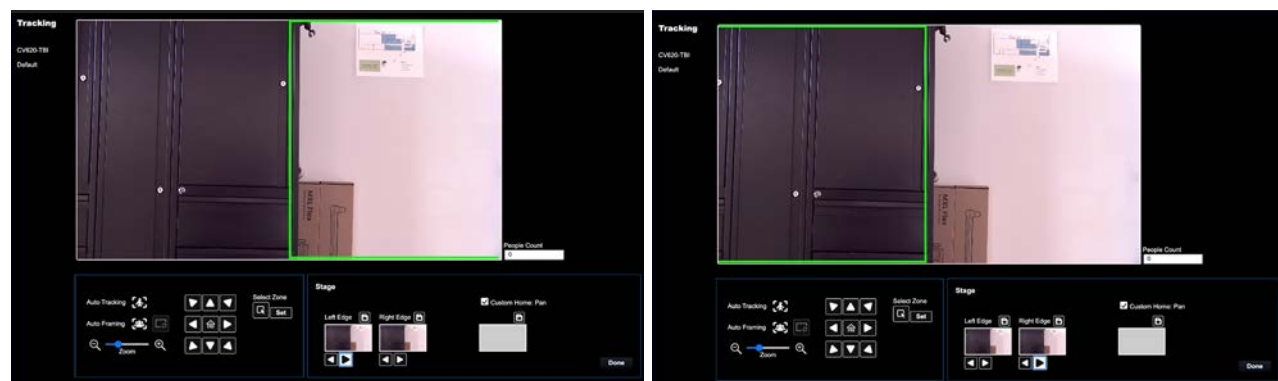 Tracking
CV620-TBI
Default
People Count
0
Auto Tracking
Auto Framing
Zoom
Select Zone
Set
Stage
Left Edge
Right Edge
Custom Home: Pan
Done
MXL Flex
Tracking
CV620-TBI
Default
People Count
0
Auto Tracking
Auto Framing
Zoom
Select Zone
Set
Stage
Left Edge
Right Edge
Custom Home: Pan
Done